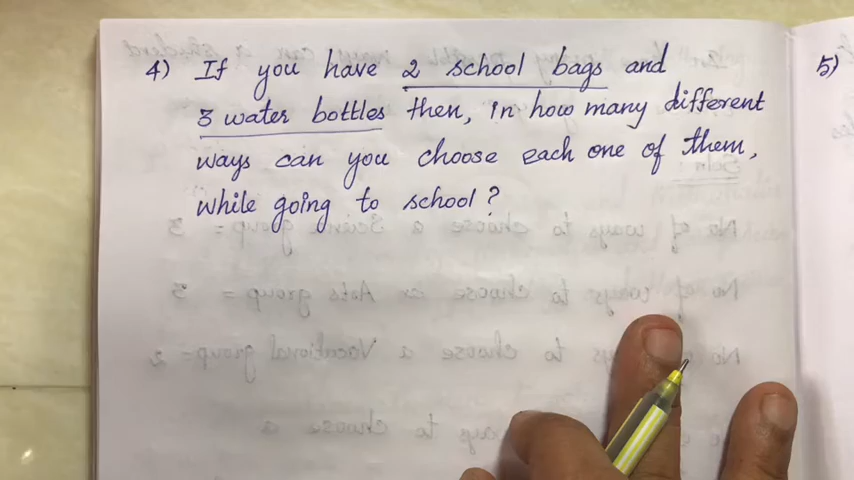 4) If you have 2 school bags and
3 water bottles then, in how many different
ways can you choose each one of them,
while going to school?
5)